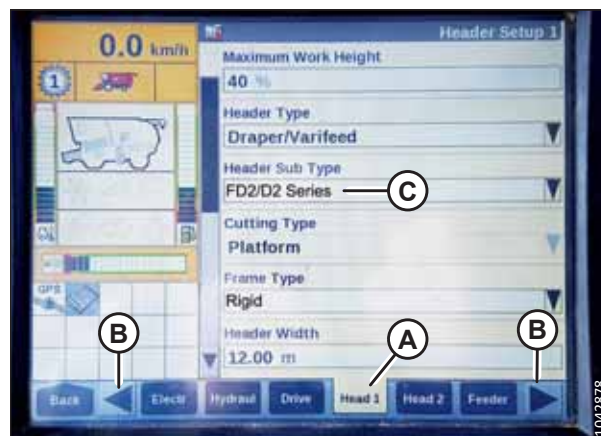 0.0 km/h
Header Setup 1
1
Maximum Work Height
40 %
Header Type
Draper/Varifeed
Header Sub Type
FD2/D2 Series
C
Cutting Type
Platform
Frame Type
Rigid
GPS
Header Width
12.00 m
B
A
B
Back
Electr
Hydraul
Drive
Head 1
Head 2
Feeder
1042878